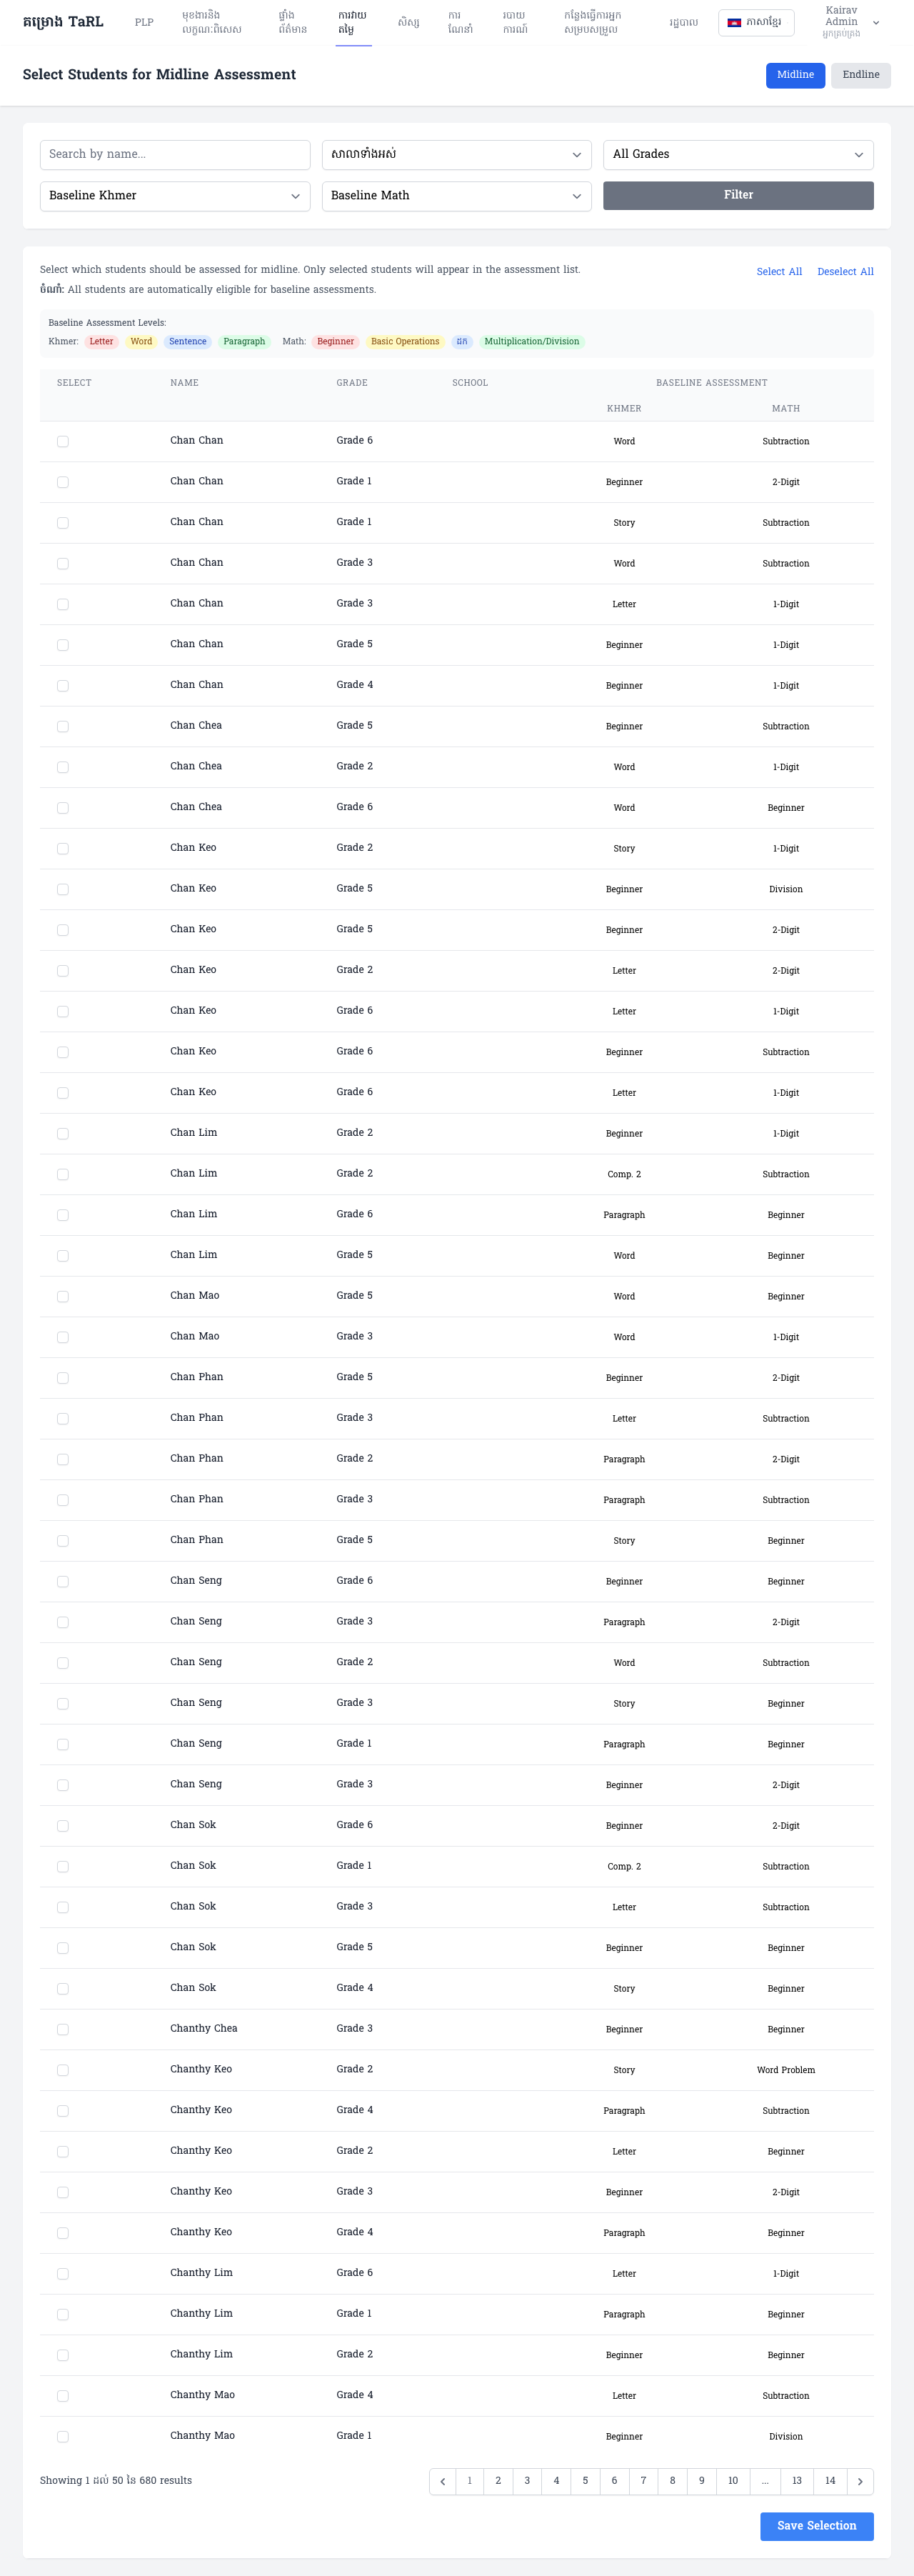 គម្រោង TaRL
PLP
មុខងារនិង
លក្ខណៈពិសេស
ផ្ទាំង
ព័ត៌មាន
ការវាយ
តម្លៃ
សិស្ស
ការ
ណែនាំ
របាយ
ការណ៍
កន្លែងធ្វើការអ្នក
សម្របសម្រួល
រដ្ឋបាល
ភាសាខ្មែរ
Kairav
Admin
អ្នកគ្រប់គ្រង
Select Students for Midline Assessment
Midline Endline
Search by name... សាលាទាំងអស់ All Grades
Baseline Khmer Baseline Math Filter
Select which students should be assessed for midline. Only selected students will appear in the assessment list.
Select All Deselect All
ចំណាំ: All students are automatically eligible for baseline assessments.
Baseline Assessment Levels:
Khmer: Letter Word Sentence Paragraph Math: Beginner Basic Operations ដក Multiplication/Division
SELECT NAME GRADE SCHOOL BASELINE ASSESSMENT
KHMER MATH
Chan Chan Grade 6 Word Subtraction
Chan Chan Grade 1 Beginner 2-Digit
Chan Chan Grade 1 Story Subtraction
Chan Chan Grade 3 Word Subtraction
Chan Chan Grade 3 Letter 1-Digit
Chan Chan Grade 5 Beginner 1-Digit
Chan Chan Grade 4 Beginner 1-Digit
Chan Chea Grade 5 Beginner Subtraction
Chan Chea Grade 2 Word 1-Digit
Chan Chea Grade 6 Word Beginner
Chan Keo Grade 2 Story 1-Digit
Chan Keo Grade 5 Beginner Division
Chan Keo Grade 5 Beginner 2-Digit
Chan Keo Grade 2 Letter 2-Digit
Chan Keo Grade 6 Letter 1-Digit
Chan Keo Grade 6 Beginner Subtraction
Chan Keo Grade 6 Letter 1-Digit
Chan Lim Grade 2 Beginner 1-Digit
Chan Lim Grade 2 Comp. 2 Subtraction
Chan Lim Grade 6 Paragraph Beginner
Chan Lim Grade 5 Word Beginner
Chan Mao Grade 5 Word Beginner
Chan Mao Grade 3 Word 1-Digit
Chan Phan Grade 5 Beginner 2-Digit
Chan Phan Grade 3 Letter Subtraction
Chan Phan Grade 2 Paragraph 2-Digit
Chan Phan Grade 3 Paragraph Subtraction
Chan Phan Grade 5 Story Beginner
Chan Seng Grade 6 Beginner Beginner
Chan Seng Grade 3 Paragraph 2-Digit
Chan Seng Grade 2 Word Subtraction
Chan Seng Grade 3 Story Beginner
Chan Seng Grade 1 Paragraph Beginner
Chan Seng Grade 3 Beginner 2-Digit
Chan Sok Grade 6 Beginner 2-Digit
Chan Sok Grade 1 Comp. 2 Subtraction
Chan Sok Grade 3 Letter Subtraction
Chan Sok Grade 5 Beginner Beginner
Chan Sok Grade 4 Story Beginner
Chanthy Chea Grade 3 Beginner Beginner
Chanthy Keo Grade 2 Story Word Problem
Chanthy Keo Grade 4 Paragraph Subtraction
Chanthy Keo Grade 2 Letter Beginner
Chanthy Keo Grade 3 Beginner 2-Digit
Chanthy Keo Grade 4 Paragraph Beginner
Chanthy Lim Grade 6 Letter 1-Digit
Chanthy Lim Grade 1 Paragraph Beginner
Chanthy Lim Grade 2 Beginner Beginner
Chanthy Mao Grade 4 Letter Subtraction
Chanthy Mao Grade 1 Beginner Division
Showing 1 ដល់ 50 នៃ 680 results
1 2 3 4 5 6 7 8 9 10 ... 13 14
Save Selection